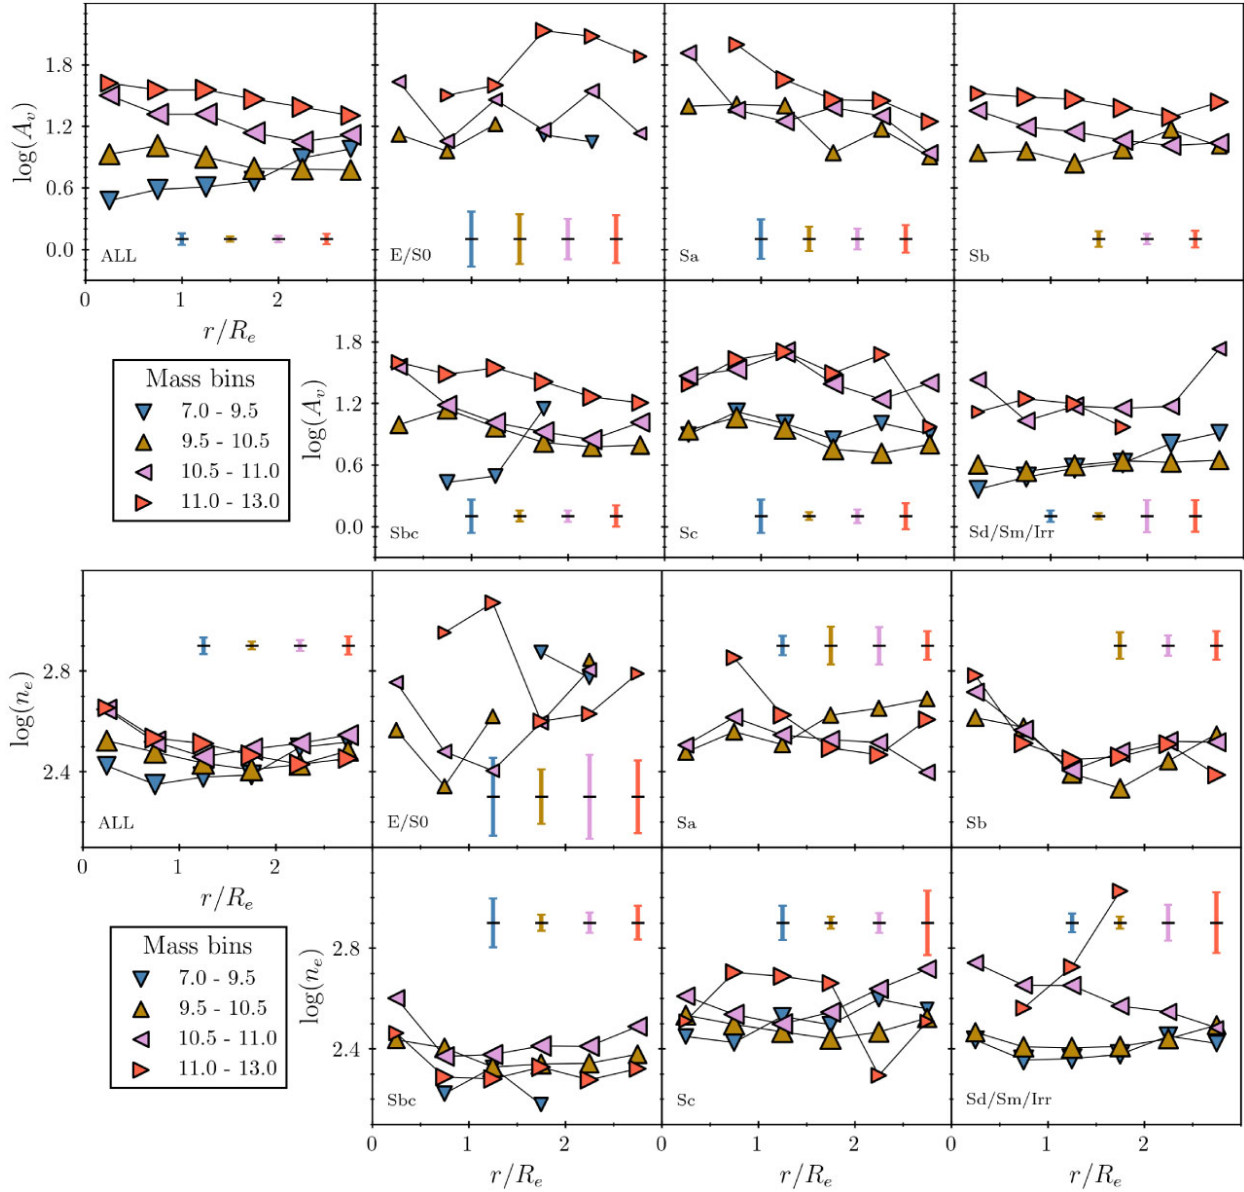 log(A_v)
1.8
1.2
0.6
0.0
ALL
E/S0
Sa
Sb
0
1
2
r/R_e
Mass bins
7.0 - 9.5
9.5 - 10.5
10.5 - 11.0
11.0 - 13.0
log(A_v)
1.8
1.2
0.6
0.0
Sbc
Sc
Sd/Sm/Irr
log(n_e)
2.8
2.4
ALL
E/S0
Sa
Sb
0
1
2
r/R_e
Mass bins
7.0 - 9.5
9.5 - 10.5
10.5 - 11.0
11.0 - 13.0
log(n_e)
2.8
2.4
Sbc
Sc
Sd/Sm/Irr
0 1 2 0 1 2 0 1 2
r/R_e r/R_e r/R_e